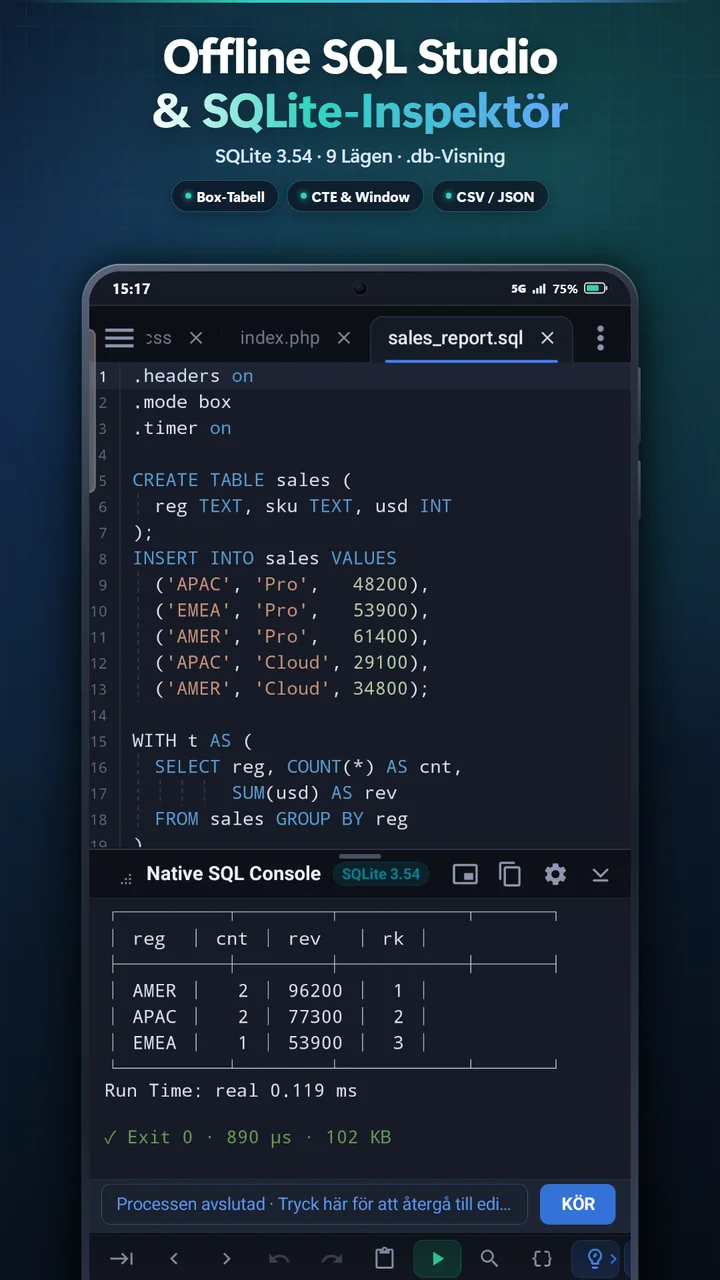 Offline SQL Studio
& SQLite-Inspektör
SQLite 3.54 · 9 Lägen · .db-Visning
Box-Tabell
CTE & Window
CSV / JSON
15:17
5G 75%
css
index.php
sales_report.sql
1 .headers on
2 .mode box
3 .timer on
4
5 CREATE TABLE sales (
6   reg TEXT, sku TEXT, usd INT
7 );
8 INSERT INTO sales VALUES
9   ('APAC', 'Pro',   48200),
10   ('EMEA', 'Pro',   53900),
11   ('AMER', 'Pro',   61400),
12   ('APAC', 'Cloud', 29100),
13   ('AMER', 'Cloud', 34800);
14
15 WITH t AS (
16   SELECT reg, COUNT(*) AS cnt,
17          SUM(usd) AS rev
18   FROM sales GROUP BY reg
19 )
Native SQL Console
SQLite 3.54
│ reg │ cnt │ rev │ rk │
│ AMER │ 2 │ 96200 │ 1 │
│ APAC │ 2 │ 77300 │ 2 │
│ EMEA │ 1 │ 53900 │ 3 │
Run Time: real 0.119 ms
✓ Exit 0 · 890 µs · 102 KB
Processen avslutad · Tryck här för att återgå till edi...
KÖR